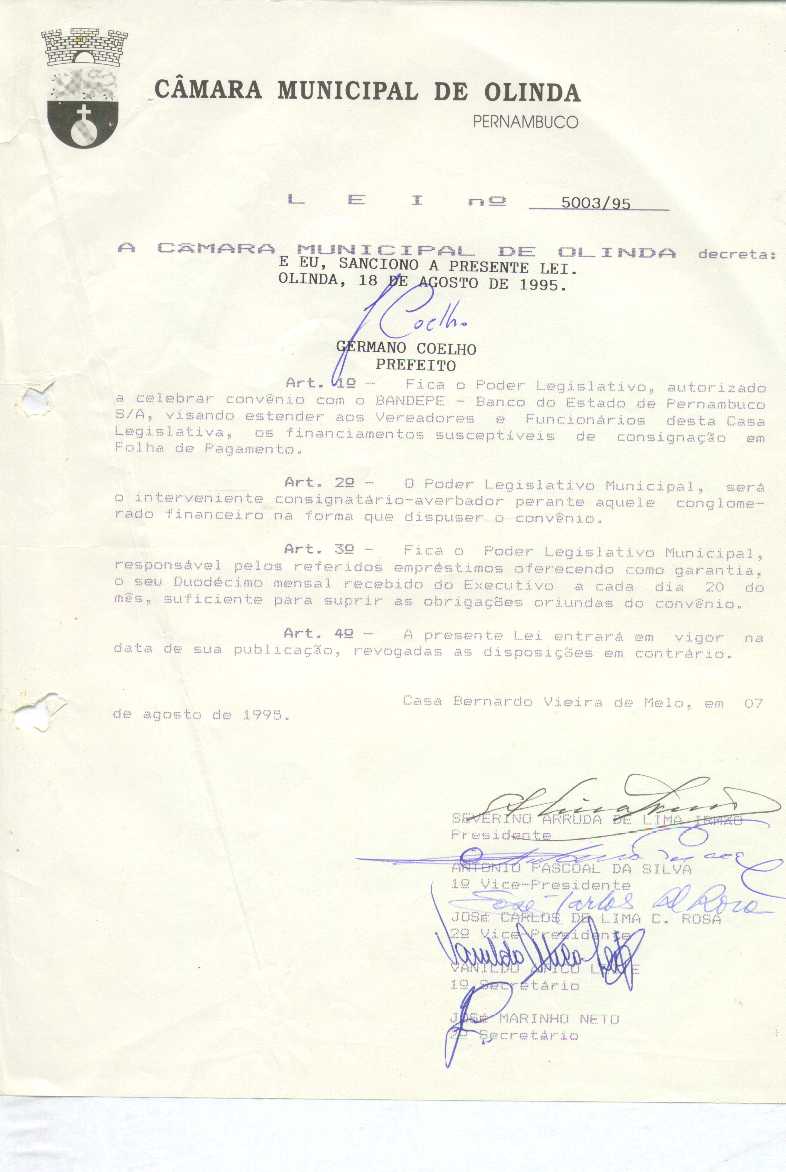 CÂMARA MUNICIPAL DE OLINDA
PERNAMBUCO
L E I nº 5003/95
A CÂMARA MUNICIPAL DE OLINDA decreta:
E EU, SANCIONO A PRESENTE LEI.
OLINDA, 18 DE AGOSTO DE 1995.
Coelho
GERMANO COELHO
PREFEITO
Art. 1º - Fica o Poder Legislativo, autorizado
a celebrar convênio com o BANDEPE - Banco do Estado de Pernambuco
S/A, visando estender aos Vereadores e Funcionários desta Casa
Legislativa, os financiamentos susceptíveis de consignação em
Folha de Pagamento.
Art. 2º - O Poder Legislativo Municipal, será
o interveniente consignatário-averbador perante aquele conglome-
rado financeiro na forma que dispuser o convênio.
Art. 3º - Fica o Poder Legislativo Municipal,
responsável pelos referidos empréstimos oferecendo como garantia,
o seu Duodécimo mensal recebido do Executivo a cada dia 20 do
mês, suficiente para suprir as obrigações oriundas do convênio.
Art. 4º - A presente Lei entrará em vigor na
data de sua publicação, revogadas as disposições em contrário.
Casa Bernardo Vieira de Melo, em 07
de agosto de 1995.
SEVERINO ARRUDA DE LIMA IRMÃO
Presidente
ANTONIO PASCOAL DA SILVA
1º Vice-Presidente
José Carlos
JOSÉ CARLOS DE LIMA C. ROSA
2º Vice-Presidente
Vanildo
VANILDO
1º Secretário
JOSÉ MARINHO NETO
2º Secretário